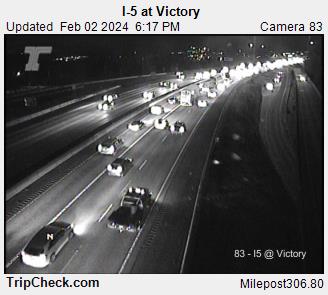 I-5 at Victory
Updated Feb 02 2024 6:17 PM Camera 83
T
N
83 - I5 @ Victory
TripCheck.com Milepost306.80